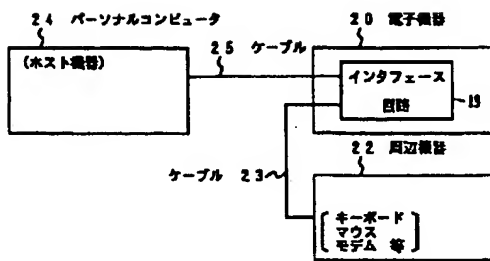 24 パーソナルコンピュータ
(ホスト機器)
25 ケーブル
20 電子機器
インタフェース
回路
19
22 周辺機器
ケーブル 23
キーボード
マウス
モデム 等